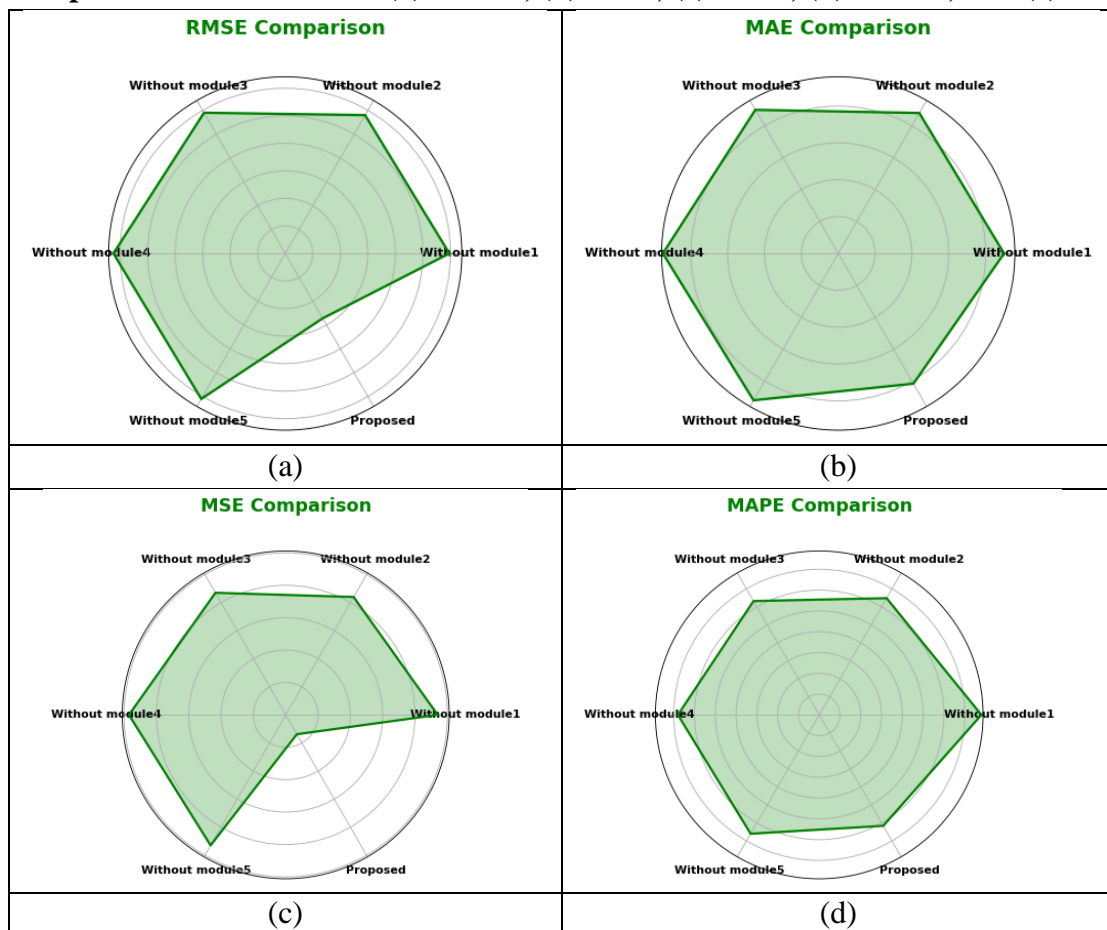 RMSE Comparison
Without module3
Without module2
Without module4
Without module1
Without module5
Proposed
(a)
MAE Comparison
Without module3
Without module2
Without module4
Without module1
Without module5
Proposed
(b)
MSE Comparison
Without module3
Without module2
Without module4
Without module1
Without module5
Proposed
(c)
MAPE Comparison
Without module3
Without module2
Without module4
Without module1
Without module5
Proposed
(d)